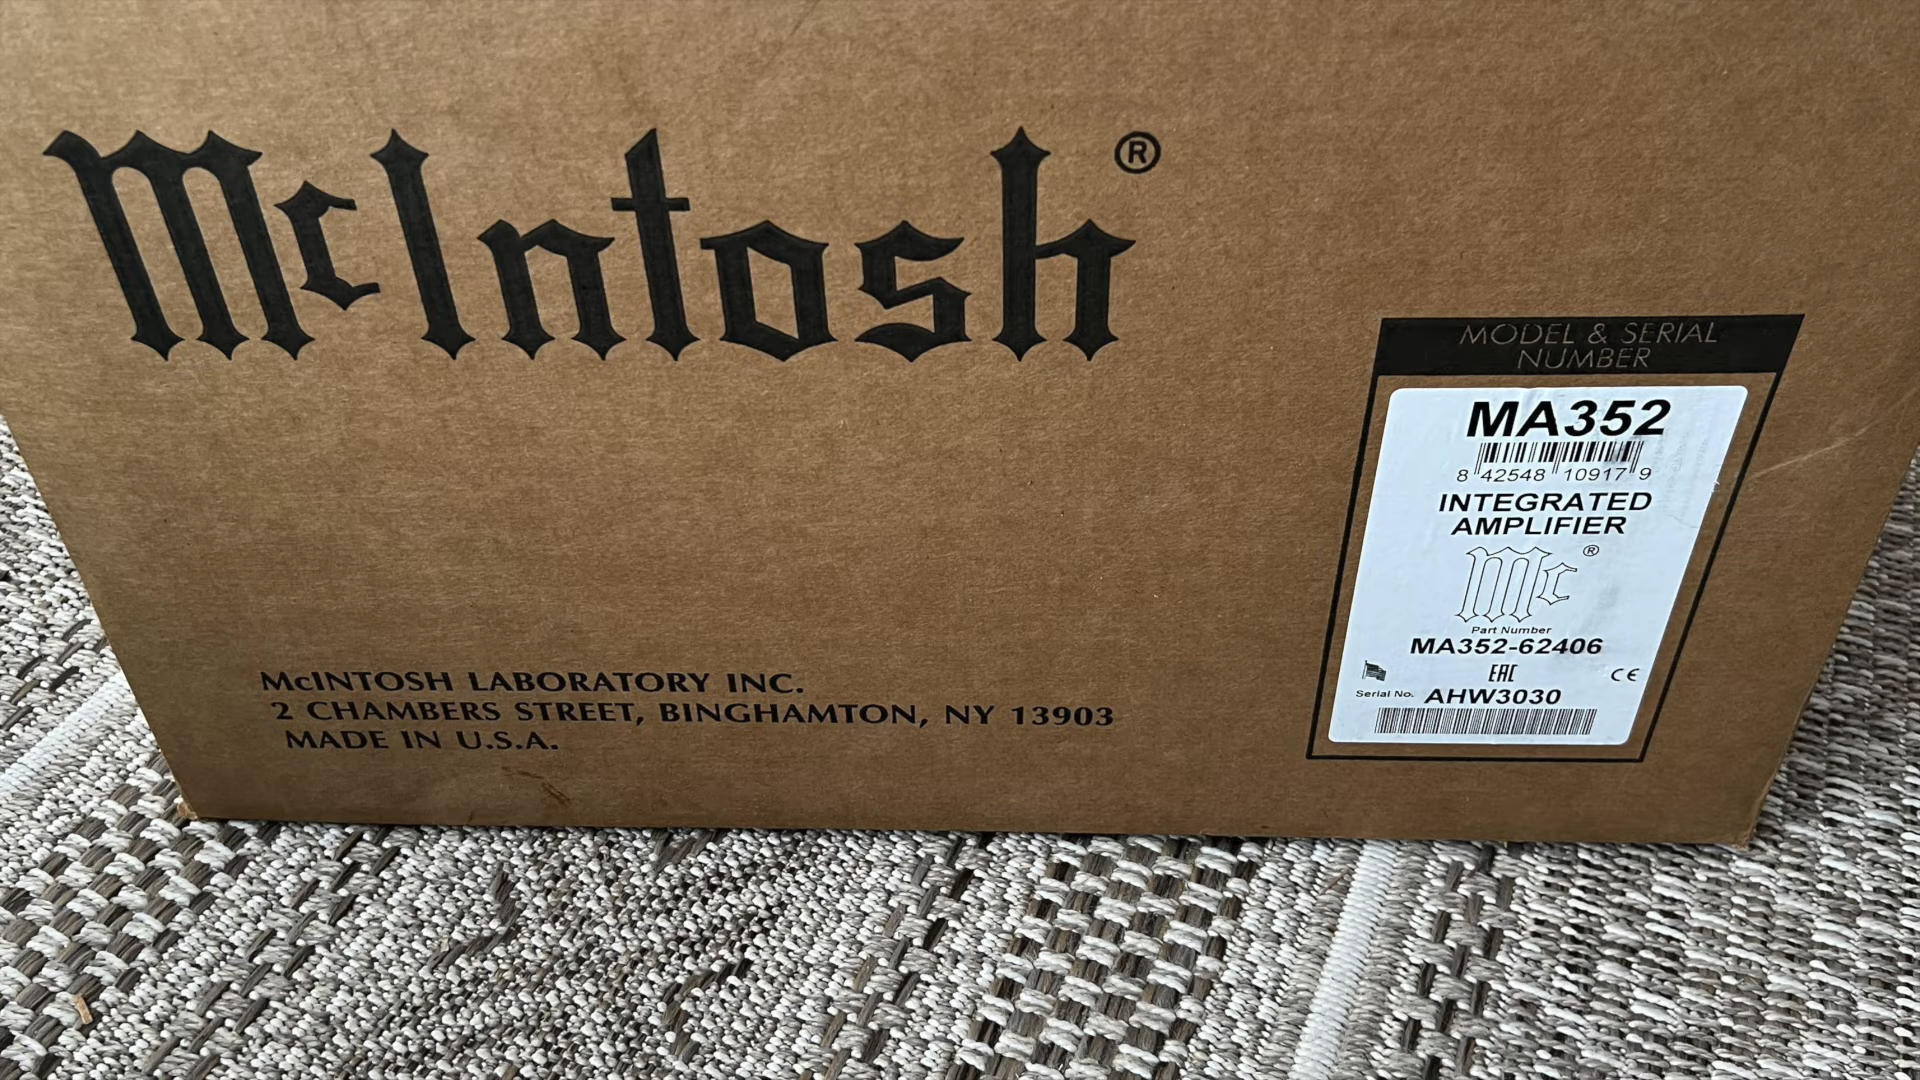 McIntosh®
MODEL & SERIAL
NUMBER
MA352
8 42548 10917 9
INTEGRATED
AMPLIFIER
Mc®
Part Number
MA352-62406
EAC
CE
Serial No. AHW3030
McINTOSH LABORATORY INC.
2 CHAMBERS STREET, BINGHAMTON, NY 13903
MADE IN U.S.A.